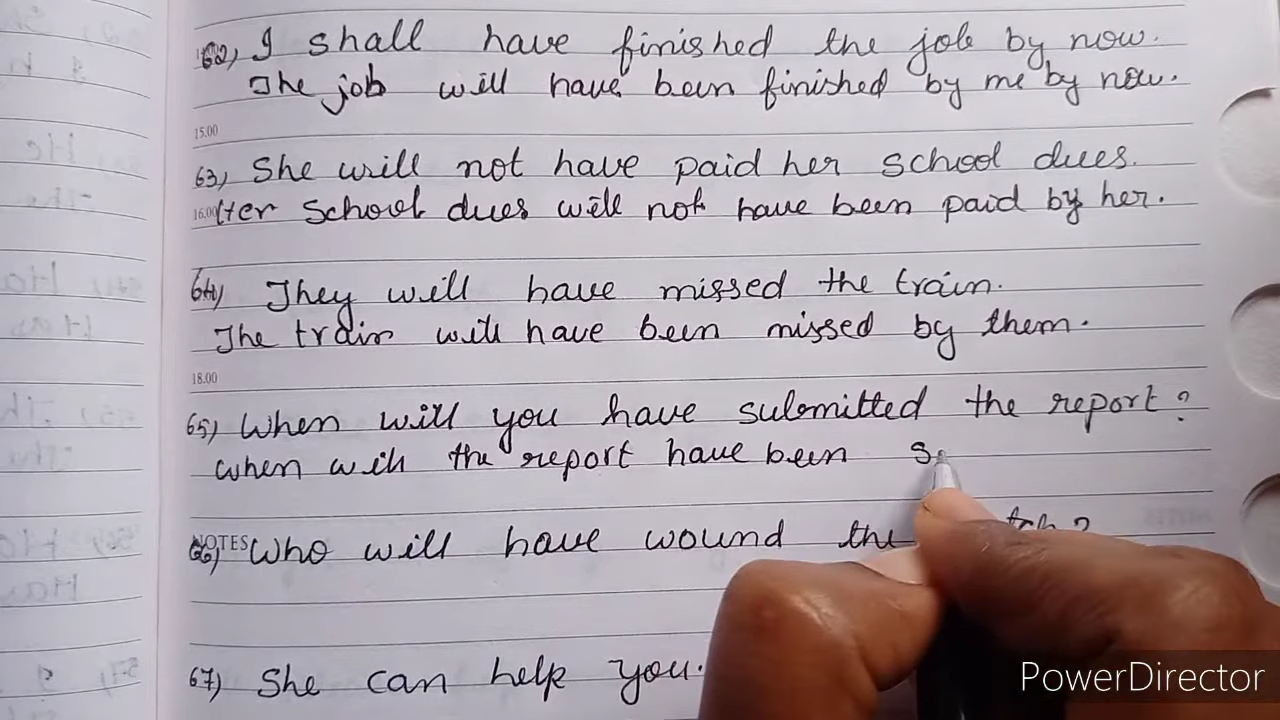 62) I shall have finished the job by now.
The job will have been finished by me by now.
15.00
63) She will not have paid her school dues.
16.00 Her school dues will not have been paid by her.
64) They will have missed the train.
The train will have been missed by them.
18.00
65) When will you have submitted the report?
when will the report have been
NOTES
66) Who will have wound the
67) She can help you.
PowerDirector